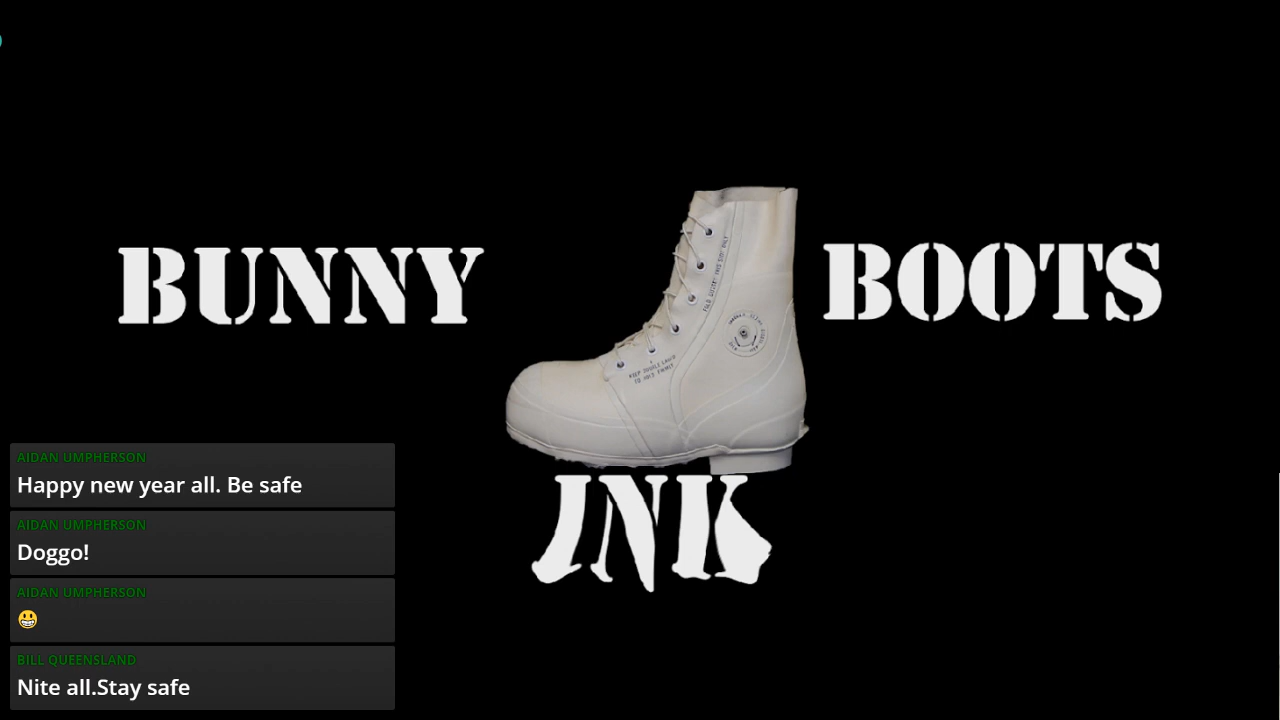 BUNNY
BOOTS
INK
AIDAN UMPHERSON
Happy new year all. Be safe
AIDAN UMPHERSON
Doggo!
AIDAN UMPHERSON
😀
BILL QUEENSLAND
Nite all.Stay safe